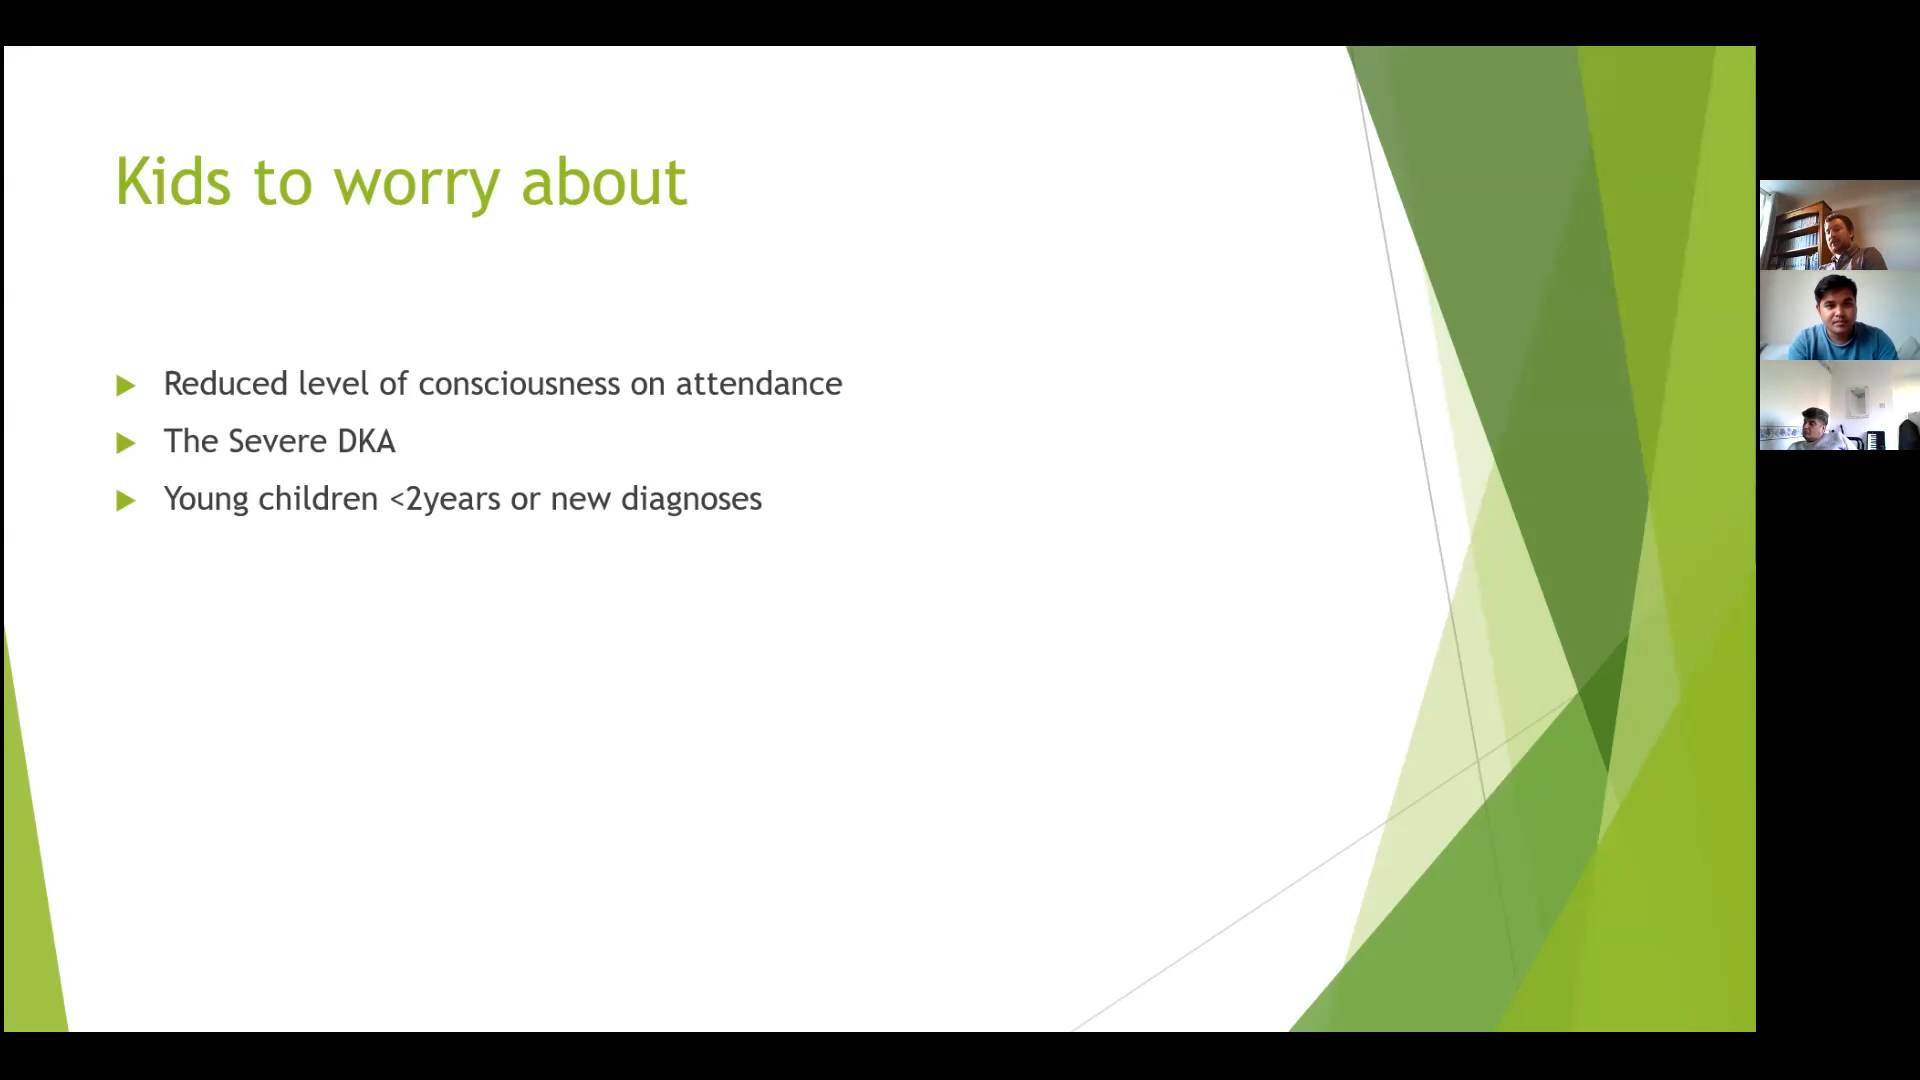 Kids to worry about
Reduced level of consciousness on attendance
The Severe DKA
Young children <2years or new diagnoses